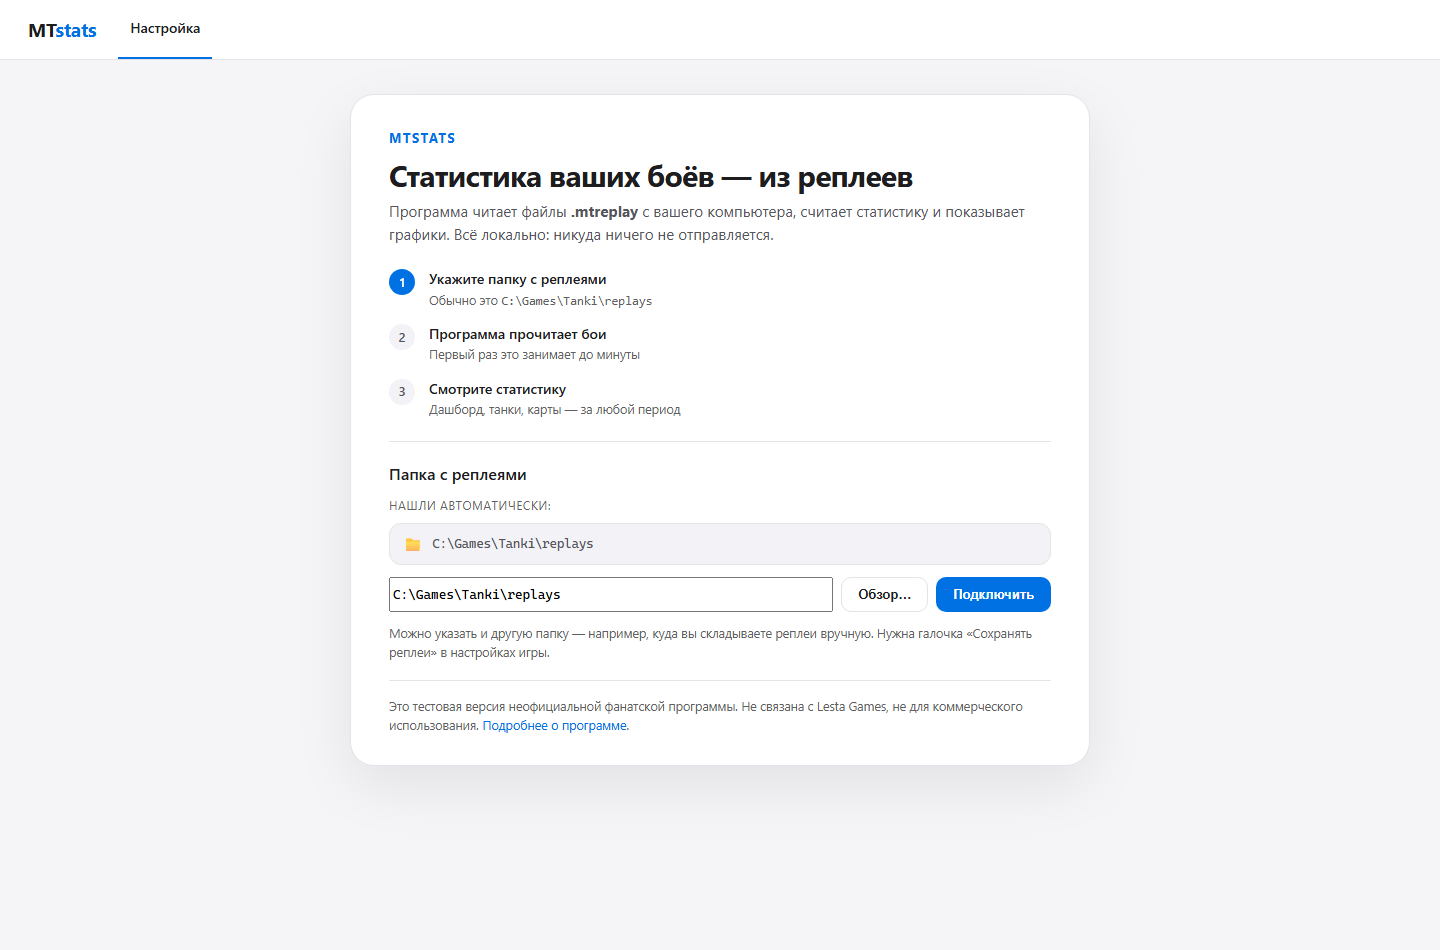 MTstats
Настройка
MTSTATS
Статистика ваших боёв — из реплеев
Программа читает файлы .mtreplay с вашего компьютера, считает статистику и показывает
графики. Всё локально: никуда ничего не отправляется.
1
Укажите папку с реплеями
Обычно это C:\Games\Tanki\replays
2
Программа прочитает бои
Первый раз это занимает до минуты
3
Смотрите статистику
Дашборд, танки, карты — за любой период
Папка с реплеями
НАШЛИ АВТОМАТИЧЕСКИ:
C:\Games\Tanki\replays
C:\Games\Tanki\replays
Обзор...
Подключить
Можно указать и другую папку — например, куда вы складываете реплеи вручную. Нужна галочка «Сохранять
реплеи» в настройках игры.
Это тестовая версия неофициальной фанатской программы. Не связана с Lesta Games, не для коммерческого
использования. Подробнее о программе.